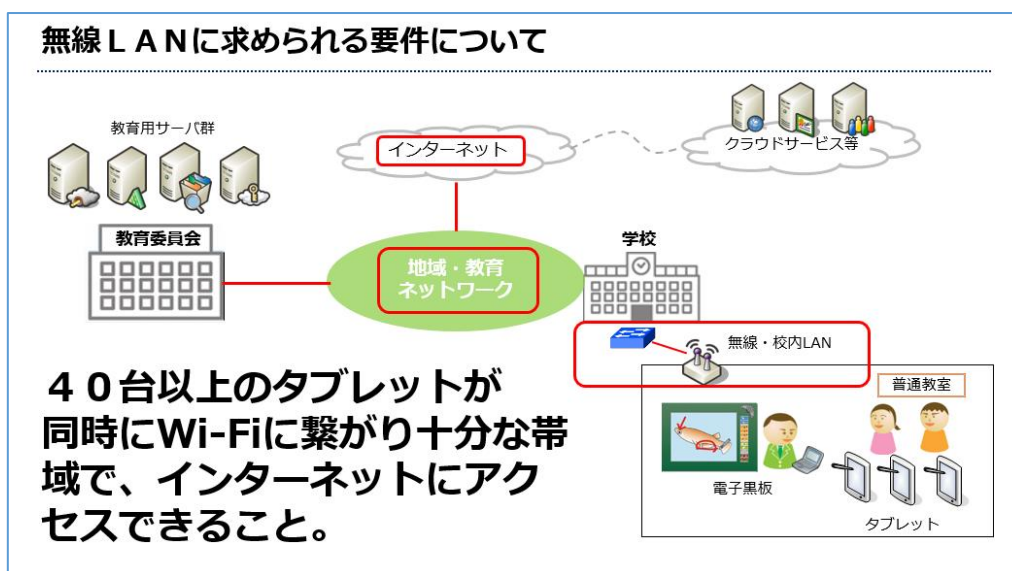 無線ＬＡＮに求められる要件について
教育用サーバ群
インターネット
クラウドサービス等
教育委員会
地域・教育
ネットワーク
学校
無線・校内LAN
４０台以上のタブレットが
同時にWi-Fiに繋がり十分な帯
域で、インターネットにアク
セスできること。
普通教室
電子黒板
タブレット